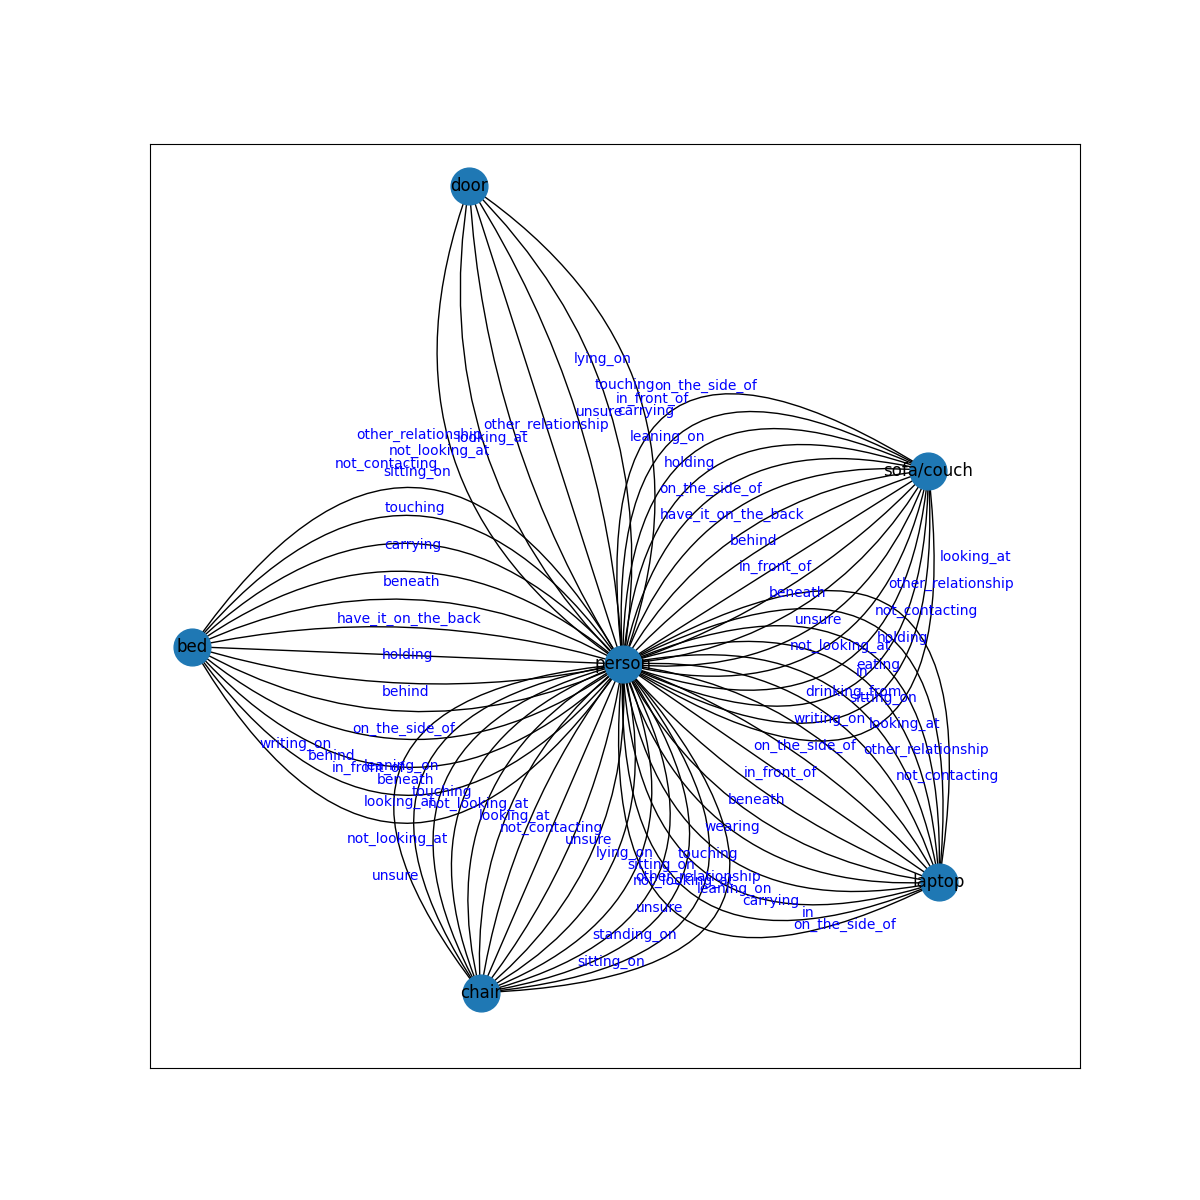 door
lying_on
touching
on_the_side_of
in_front_of
carrying
unsure
other_relationship
looking_at
other_relationship
leaning_on
not_looking_at
not_contacting
holding
sitting_on
sofa/couch
on_the_side_of
touching
have_it_on_the_back
behind
carrying
looking_at
in_front_of
beneath
other_relationship
beneath
not_contacting
have_it_on_the_back
unsure
holding
not_looking_at
bed
holding
person
eating
in
behind
drinking_from
sitting_on
writing_on
looking_at
on_the_side_of
writing_on
on_the_side_of
other_relationship
behind
in_front_of
leaning_on
in_front_of
not_contacting
beneath
touching
looking_at
not_looking_at
beneath
looking_at
not_contacting
wearing
not_looking_at
unsure
lying_on
touching
sitting_on
unsure
other_relationship
not_looking_at
laptop
leaning_on
carrying
unsure
in
on_the_side_of
standing_on
sitting_on
chair